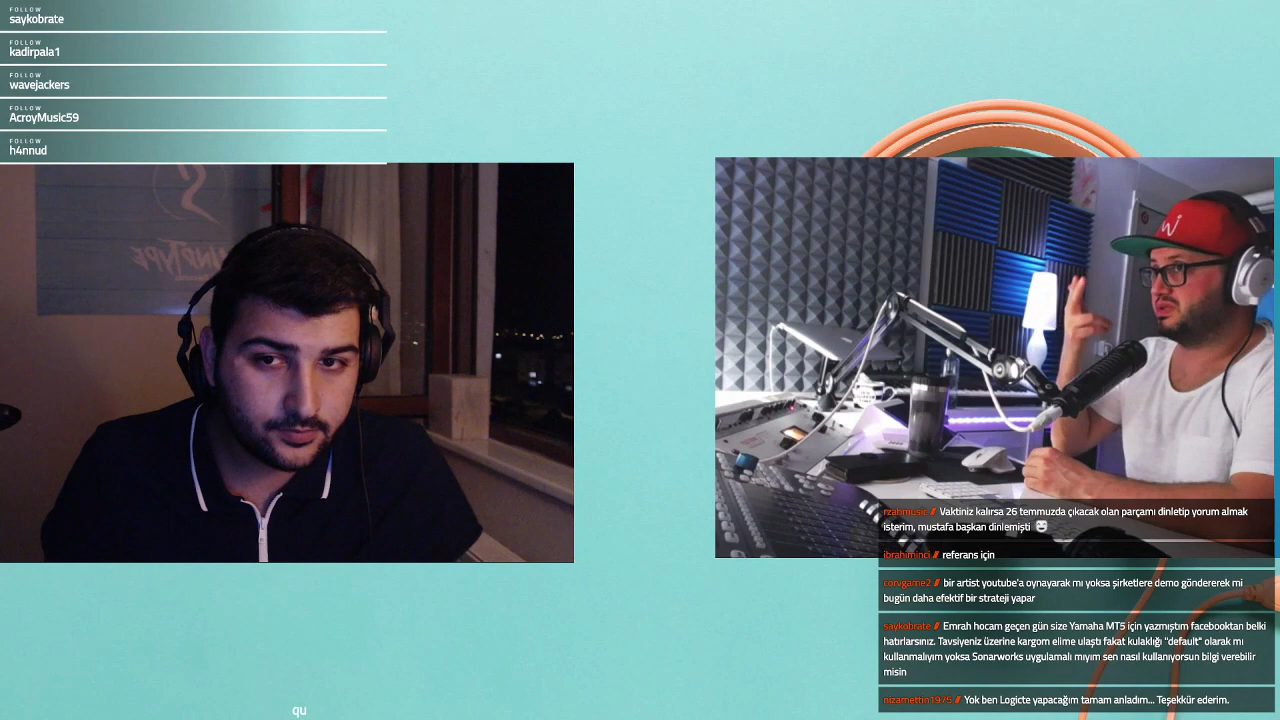 FOLLOW
saykobrate
FOLLOW
kadirpala1
FOLLOW
wavejackers
FOLLOW
AcroyMusic59
FOLLOW
h4nnud
rzahmusic // Vaktiniz kalırsa 26 temmuzda çıkacak olan parçamı dinletip yorum almak
isterim, mustafa başkan dinlemişti
ibrahiminci // referans için
corvgame2 // bir artist youtube'a oynayarak mı yoksa şirketlere demo göndererek mi
bugün daha efektif bir strateji yapar
saykobrate // Emrah hocam geçen gün size Yamaha MT5 için yazmıştım facebooktan belki
hatırlarsınız. Tavsiyeniz üzerine kargom elime ulaştı fakat kulaklığı "default" olarak mı
kullanmalıyım yoksa Sonarworks uygulamalı mıyım sen nasıl kullanıyorsun bilgi verebilir
misin
nizamettin1975 // Yok ben Logicte yapacağım tamam anladım... Teşekkür ederim.
qu